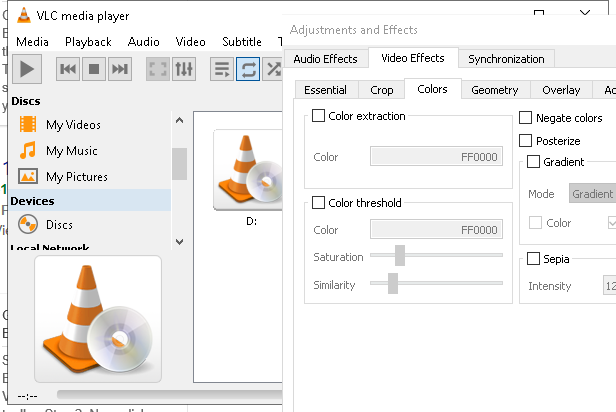 VLC media player
Media Playback Audio Video Subtitle T
Discs
My Videos
My Music
My Pictures
Devices
Discs
Local Network
D:
--:--
Adjustments and Effects
Audio Effects Video Effects Synchronization
Essential Crop Colors Geometry Overlay
Color extraction
Color FF0000
Color threshold
Color FF0000
Saturation
Similarity
Negate colors
Posterize
Gradient
Mode Gradient
Color
Sepia
Intensity 12